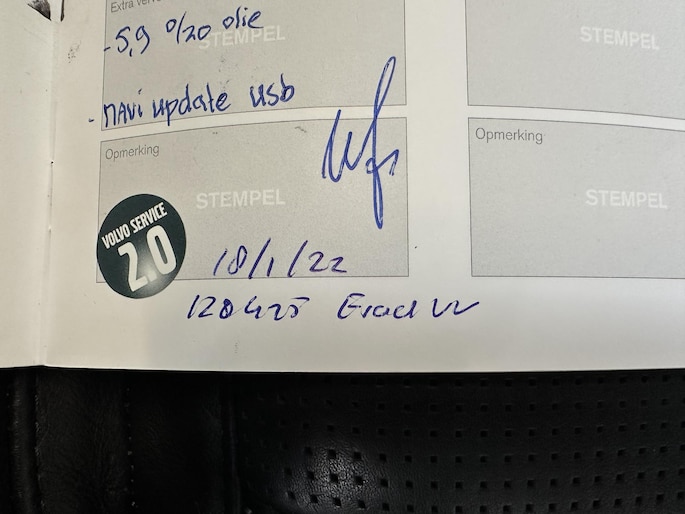 Extra
- 5,9 0/20 olie
STEMPEL
STEMPEL
- navi update usb
Opmerking
STEMPEL
VOLVO SERVICE
2.0
18/1/22
Opmerking
STEMPEL